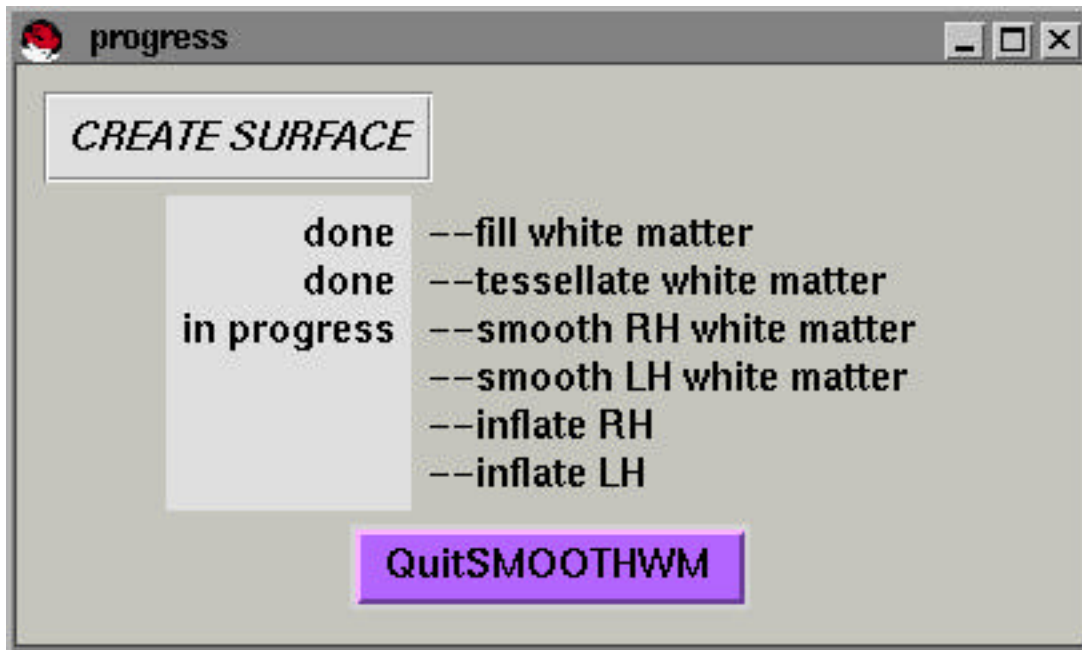 progress
CREATE SURFACE
done --fill white matter
done --tessellate white matter
in progress --smooth RH white matter
--smooth LH white matter
--inflate RH
--inflate LH
QuitSMOOTHWM